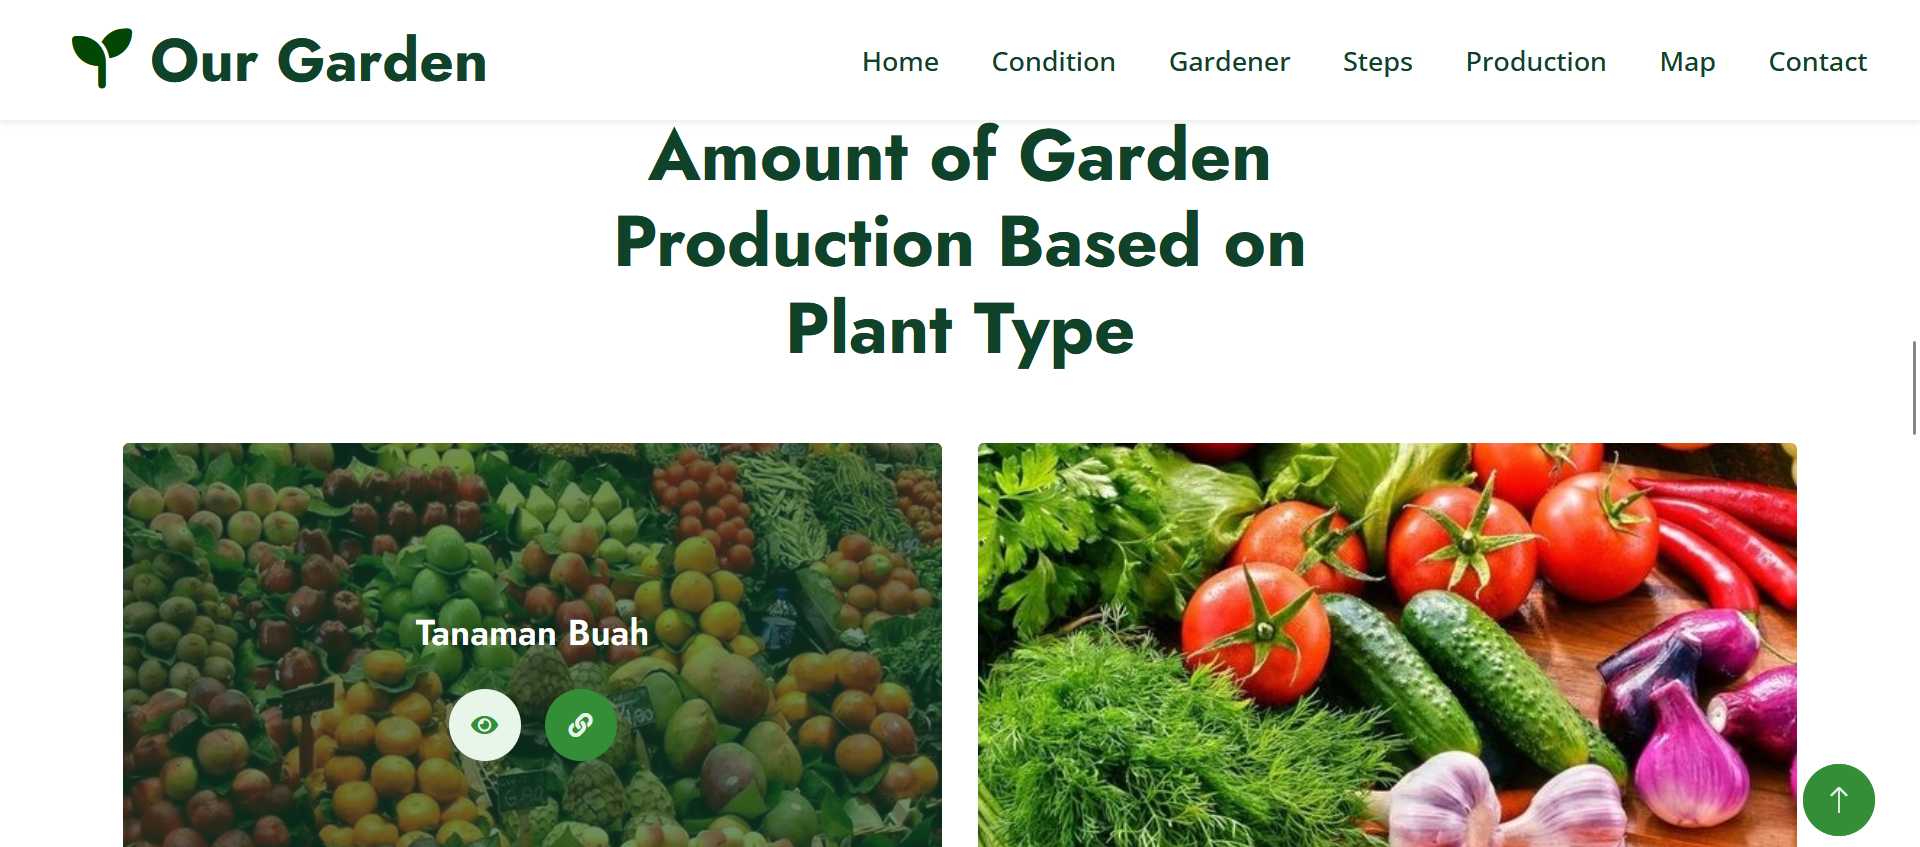 Our Garden
Home Condition Gardener Steps Production Map Contact
Amount of Garden
Production Based on
Plant Type
Tanaman Buah